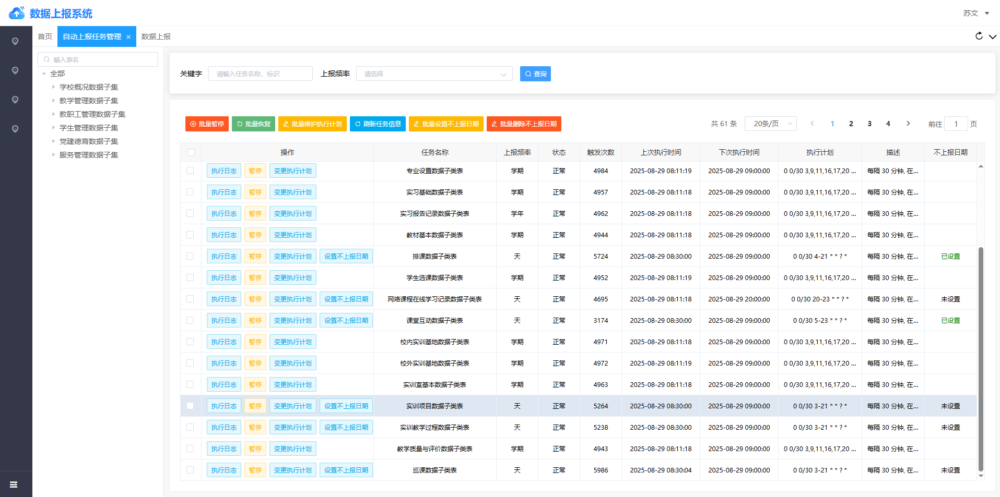 数据上报系统
苏文
首页 自动上报任务管理 × 数据上报
输入表名
全部
学校概况数据子集
教学管理数据子集
教职工管理数据子集
学生管理数据子集
党建德育数据子集
服务管理数据子集
关键字 请输入任务名称、标识 上报频率 请选择 查询
批量暂停 批量恢复 批量维护执行计划 刷新任务信息 批量设置不上报日期 批量删除不上报日期 共 61 条 20条/页 1 2 3 4 前往 1 页
操作 任务名称 上报频率 状态 触发次数 上次执行时间 下次执行时间 执行计划 描述 不上报日期
执行日志 暂停 变更执行计划 专业设置数据子类表 学期 正常 4984 2025-08-29 08:11:19 2025-08-29 09:00:00 0 0/30 3,9,11,16,17,20 ... 每隔 30 分钟, 在...
执行日志 暂停 变更执行计划 实习基础数据子类表 学期 正常 4957 2025-08-29 08:11:18 2025-08-29 09:00:00 0 0/30 3,9,11,16,17,20 ... 每隔 30 分钟, 在...
执行日志 暂停 变更执行计划 实习报告记录数据子类表 学年 正常 4962 2025-08-29 08:11:18 2025-08-29 09:00:00 0 0/30 3,9,11,16,17,20 ... 每隔 30 分钟, 在...
执行日志 暂停 变更执行计划 教材基本数据子类表 学期 正常 4944 2025-08-29 08:11:18 2025-08-29 09:00:00 0 0/30 3,9,11,16,17,20 ... 每隔 30 分钟, 在...
执行日志 暂停 变更执行计划 设置不上报日期 排课数据子类表 天 正常 5724 2025-08-29 08:30:00 2025-08-29 09:00:00 0 0/30 4-21 * * ? * 每隔 30 分钟, 在... 已设置
执行日志 暂停 变更执行计划 学生选课数据子类表 学期 正常 4952 2025-08-29 08:11:19 2025-08-29 09:00:00 0 0/30 3,9,11,16,17,20 ... 每隔 30 分钟, 在...
执行日志 暂停 变更执行计划 设置不上报日期 网络课程在线学习记录数据子类表 天 正常 4695 2025-08-29 08:11:18 2025-08-29 20:00:00 0 0/30 20-23 * * ? * 每隔 30 分钟, 在... 未设置
执行日志 暂停 变更执行计划 设置不上报日期 课堂互动数据子类表 天 正常 3174 2025-08-29 08:30:00 2025-08-29 09:00:00 0 0/30 5-23 * * ? * 每隔 30 分钟, 在... 已设置
执行日志 暂停 变更执行计划 校内实训基地数据子类表 学期 正常 4971 2025-08-29 08:11:18 2025-08-29 09:00:00 0 0/30 3,9,11,16,17,20 ... 每隔 30 分钟, 在...
执行日志 暂停 变更执行计划 校外实训基地数据子类表 学期 正常 4972 2025-08-29 08:11:19 2025-08-29 09:00:00 0 0/30 3,9,11,16,17,20 ... 每隔 30 分钟, 在...
执行日志 暂停 变更执行计划 实训室基本数据子类表 学期 正常 4963 2025-08-29 08:11:18 2025-08-29 09:00:00 0 0/30 3,9,11,16,17,20 ... 每隔 30 分钟, 在...
执行日志 暂停 变更执行计划 设置不上报日期 实训项目数据子类表 天 正常 5264 2025-08-29 08:30:00 2025-08-29 09:00:00 0 0/30 3-21 * * ? * 每隔 30 分钟, 在... 未设置
执行日志 暂停 变更执行计划 设置不上报日期 实训教学过程数据子类表 天 正常 5238 2025-08-29 08:30:00 2025-08-29 09:00:00 0 0/30 3-21 * * ? * 每隔 30 分钟, 在... 未设置
执行日志 暂停 变更执行计划 教学质量与评价数据子类表 学期 正常 4943 2025-08-29 08:11:18 2025-08-29 09:00:00 0 0/30 3,9,11,16,17,20 ... 每隔 30 分钟, 在...
执行日志 暂停 变更执行计划 设置不上报日期 巡课数据子类表 天 正常 5986 2025-08-29 08:30:04 2025-08-29 09:00:00 0 0/30 3-21 * * ? * 每隔 30 分钟, 在... 未设置